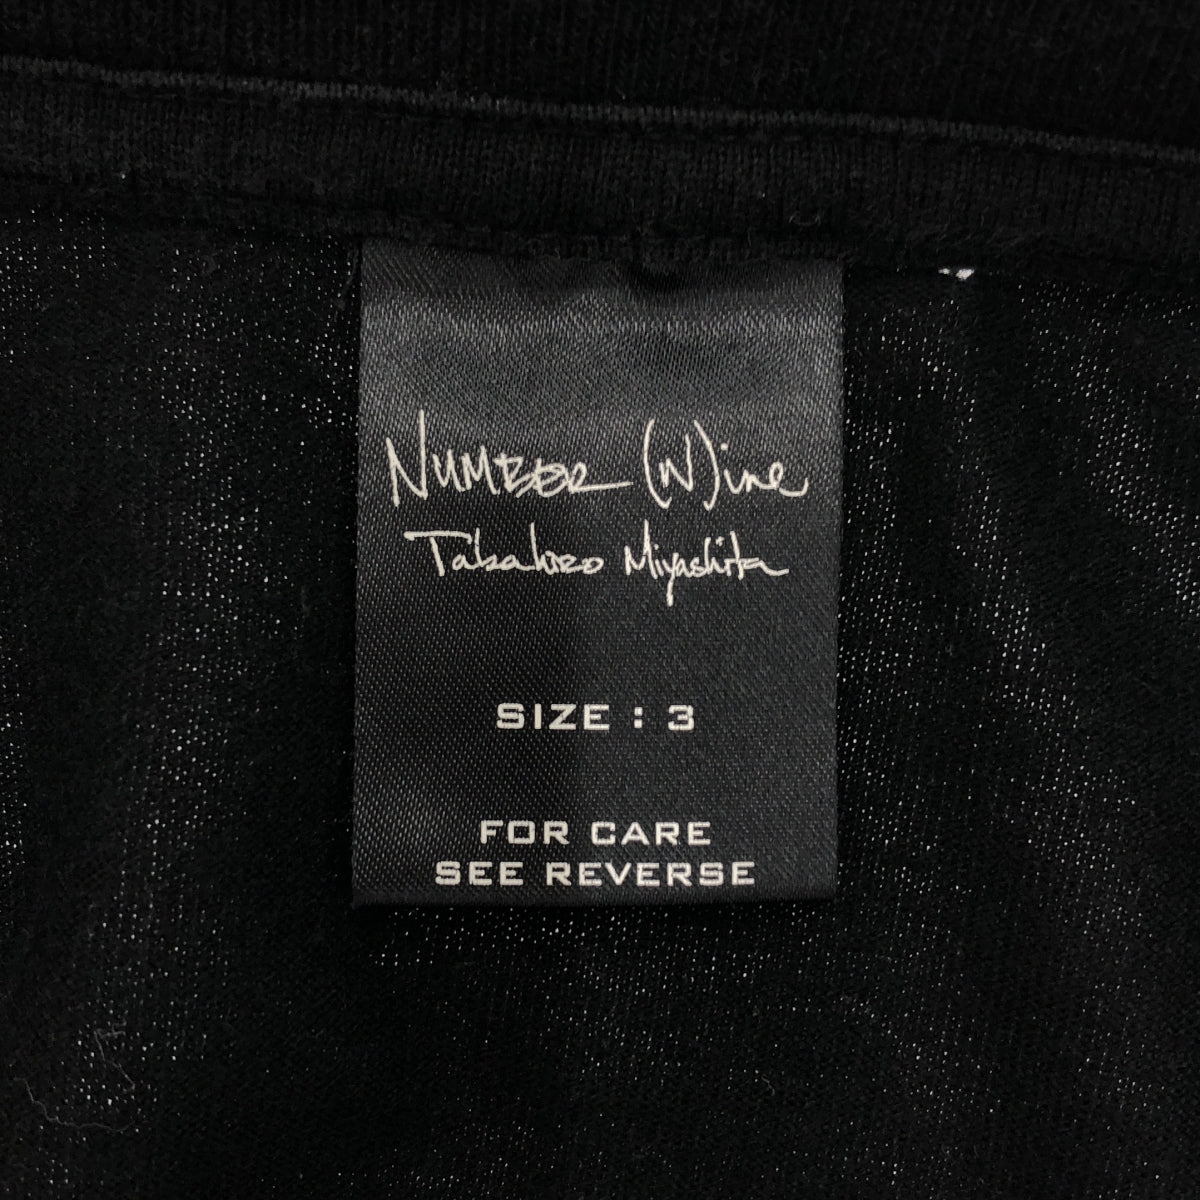 NUMBER (N)ine
Takahiro Miyashita
SIZE : 3
FOR CARE
SEE REVERSE